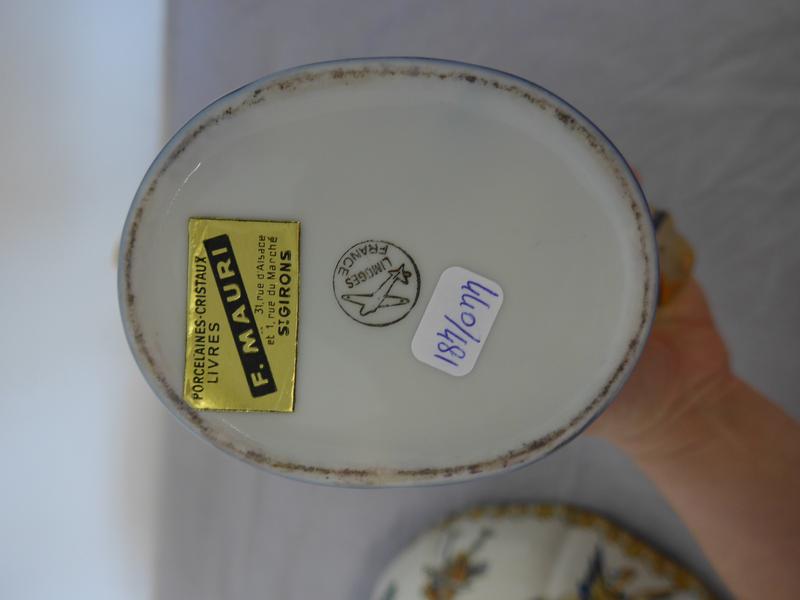 PORCELAINES-CRISTAUX
LIVRES
F. MAURI
31, rue d'Alsace
et 1, rue du Marché
ST GIRONS
LIMOGES
FRANCE
440/481